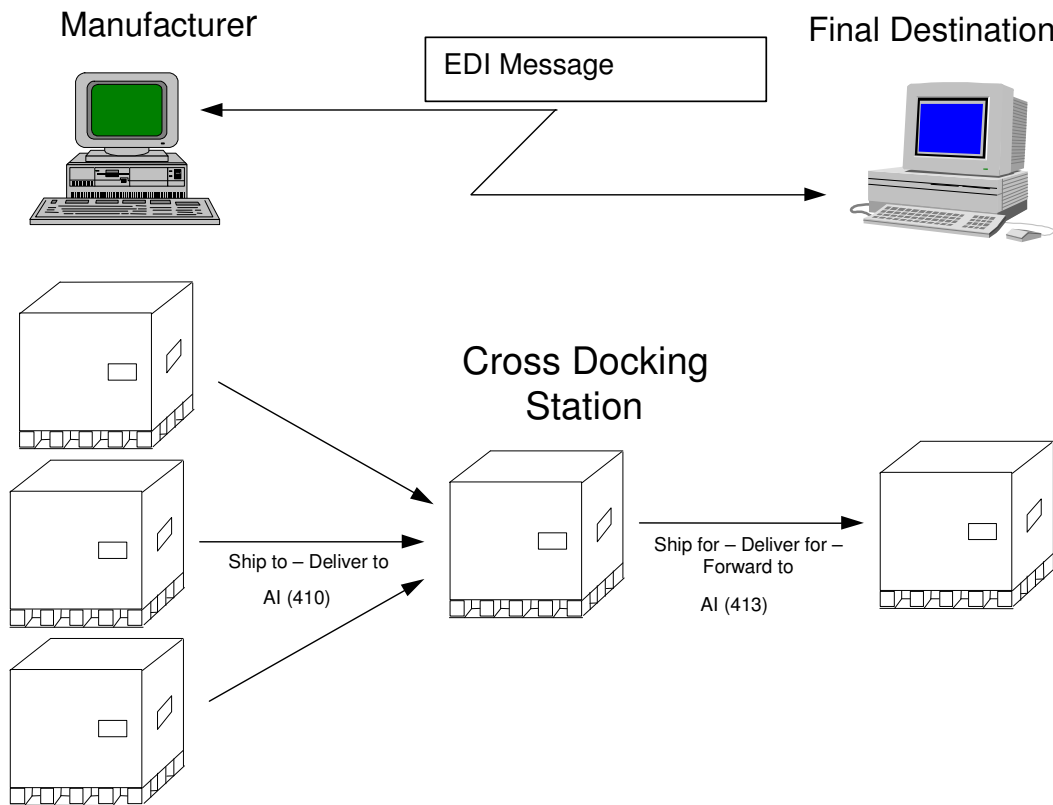 Manufacturer
Final Destination
EDI Message
Cross Docking
Station
Ship to – Deliver to
AI (410)
Ship for – Deliver for –
Forward to
AI (413)